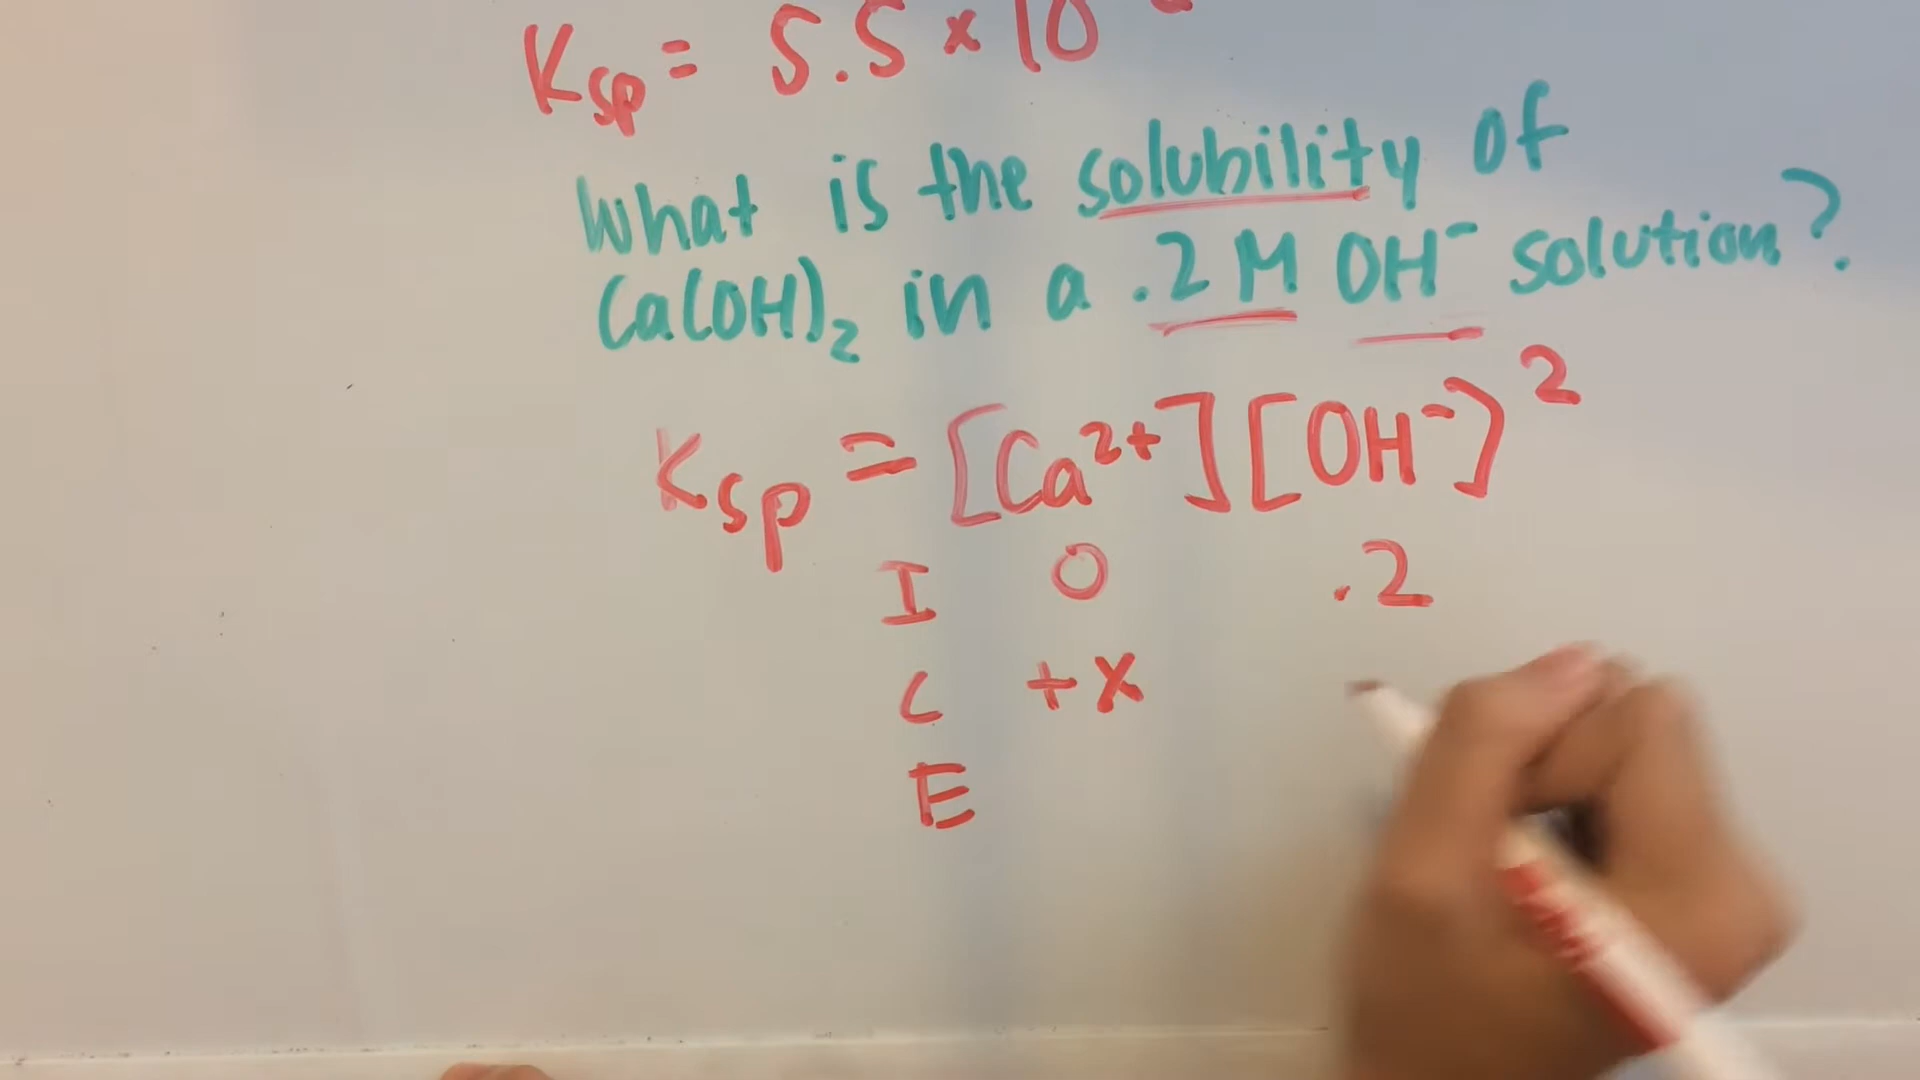 Ksp = 5.5 × 10
What is the solubility of
Ca(OH)₂ in a .2 M OH⁻ solution?
Ksp = [Ca²⁺][OH⁻]²
I 0 .2
C +x
E